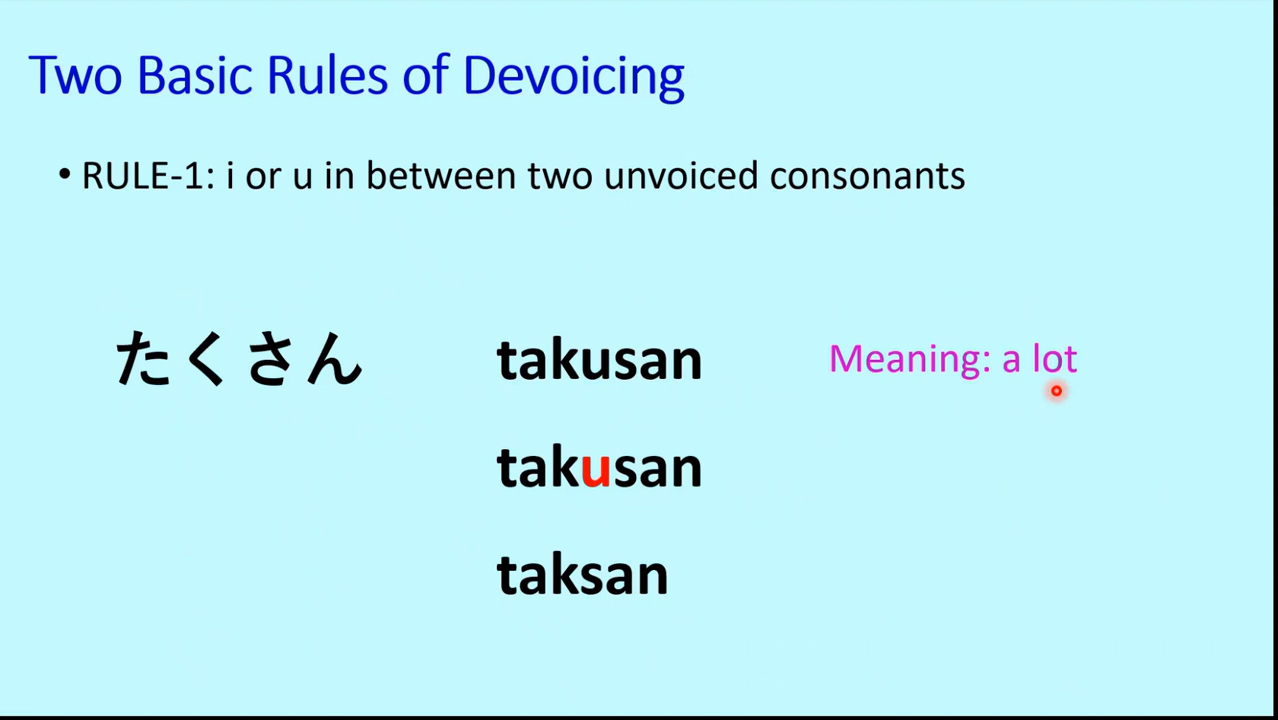 Two Basic Rules of Devoicing
• RULE-1: i or u in between two unvoiced consonants
たくさん takusan Meaning: a lot
takusan
taksan